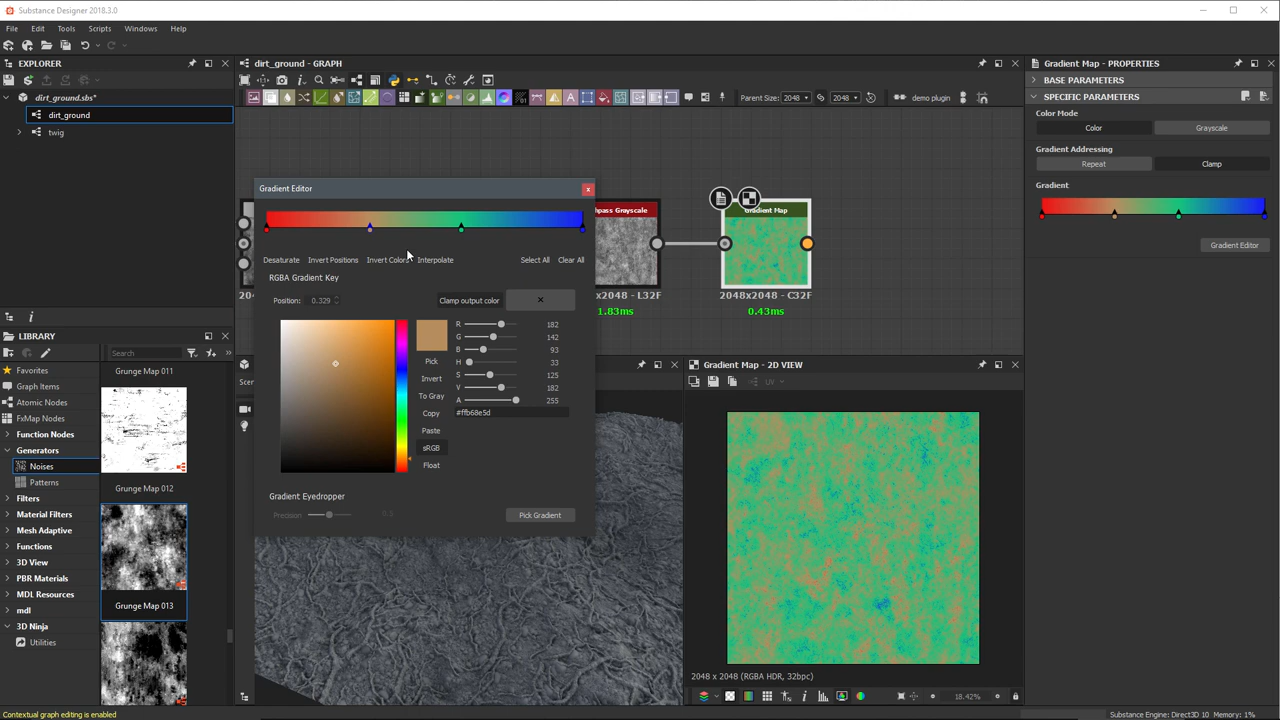 Substance Designer 2018.3.0
File Edit Tools Scripts Windows Help
EXPLORER
dirt_ground.sbs*
dirt_ground
twig
dirt_ground - GRAPH
Parent Size: 2048 2048 demo plugin
Gradient Editor
Desaturate Invert Positions Invert Colors Interpolate Select All Clear All
RGBA Gradient Key
Position: 0.329 Clamp output color
R 182
G 142
B 93
H 33
S 125
V 182
A 255
#ffb68e5d
Pick
Invert
To Gray
Copy
Paste
sRGB
Float
Gradient Eyedropper
Precision 0.5 Pick Gradient
hpass Grayscale
x2048 - L32F
1.83ms
Gradient Map
2048x2048 - C32F
0.43ms
LIBRARY
Search
Favorites
Graph Items
Atomic Nodes
FxMap Nodes
Function Nodes
Generators
Noises
Patterns
Filters
Material Filters
Mesh Adaptive
Functions
3D View
PBR Materials
MDL Resources
mdl
3D Ninja
Utilities
Grunge Map 011
Grunge Map 012
Grunge Map 013
Gradient Map - 2D VIEW
UV
2048 x 2048 (RGBA HDR, 32bpc)
18.42%
Gradient Map - PROPERTIES
BASE PARAMETERS
SPECIFIC PARAMETERS
Color Mode
Color Grayscale
Gradient Addressing
Repeat Clamp
Gradient
Gradient Editor
Contextual graph editing is enabled
Substance Engine: Direct3D 10 Memory: 1%